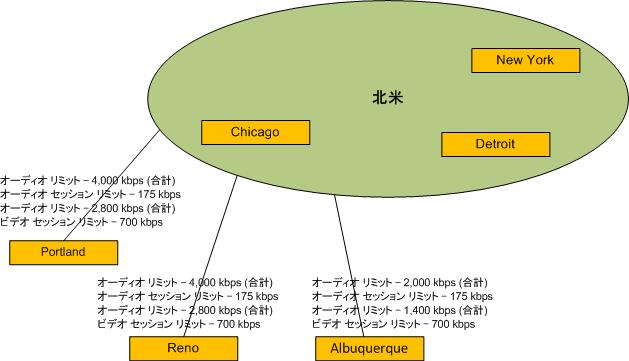 New York
北米
Chicago
Detroit
オーディオ リミット – 4,000 kbps (合計)
オーディオ セッション リミット – 175 kbps
オーディオ リミット – 2,800 kbps (合計)
ビデオ セッション リミット – 700 kbps
Portland
オーディオ リミット – 4,000 kbps (合計)
オーディオ セッション リミット – 175 kbps
オーディオ リミット – 2,800 kbps (合計)
ビデオ セッション リミット – 700 kbps
Reno
オーディオ リミット – 2,000 kbps (合計)
オーディオ セッション リミット – 175 kbps
オーディオ リミット – 1,400 kbps (合計)
ビデオ セッション リミット – 700 kbps
Albuquerque